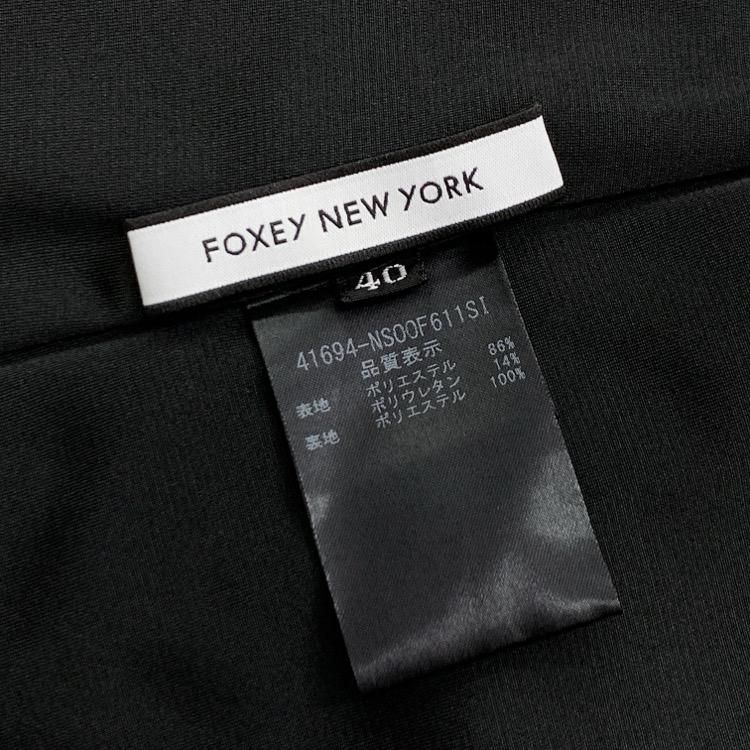 FOXEY NEW YORK
40
41694-NS00F611SI
品質表示
表地 ポリエステル 86%
ポリウレタン 14%
裏地 ポリエステル 100%